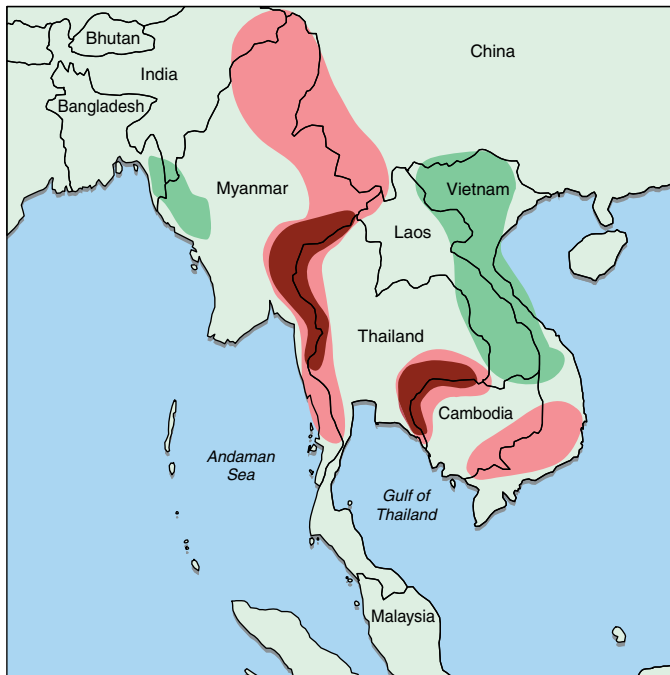 Bhutan
China
India
Bangladesh
Myanmar
Vietnam
Laos
Thailand
Cambodia
Andaman
Sea
Gulf of
Thailand
Malaysia